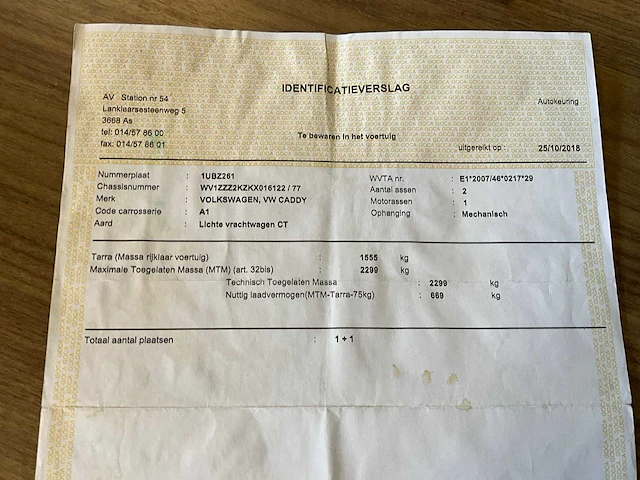 IDENTIFICATIEVERSLAG
AV Station nr 54
Lanklaarsesteenweg 5
3668 As
tel: 014/57 86 00
fax: 014/57 86 01
Autokeuring
Te bewaren in het voertuig
uitgereikt op : 25/10/2018
Nummerplaat : 1UBZ261
Chassisnummer : WV1ZZZ2KZKX016122 / 77
Merk : VOLKSWAGEN, VW CADDY
Code carrosserie : A1
Aard : Lichte vrachtwagen CT
WVTA nr. : E1*2007/46*0217*29
Aantal assen : 2
Motorassen : 1
Ophanging : Mechanisch
Tarra (Massa rijklaar voertuig) : 1555 kg
Maximale Toegelaten Massa (MTM) (art. 32bis) : 2299 kg
Technisch Toegelaten Massa : 2299 kg
Nuttig laadvermogen(MTM-Tarra-75kg) : 669 kg
Totaal aantal plaatsen : 1 + 1